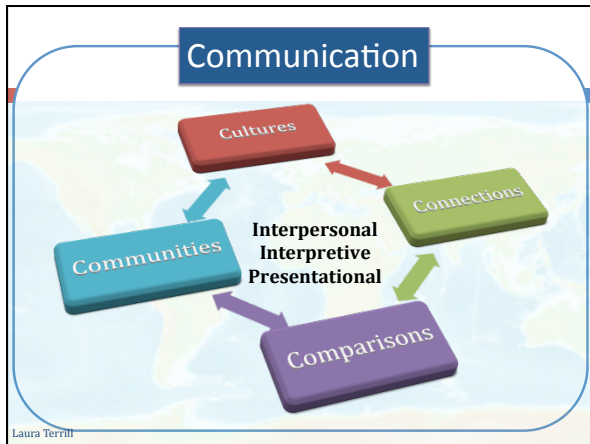 Communication
Cultures
Connections
Interpersonal
Interpretive
Presentational
Communities
Comparisons
Laura Terrill